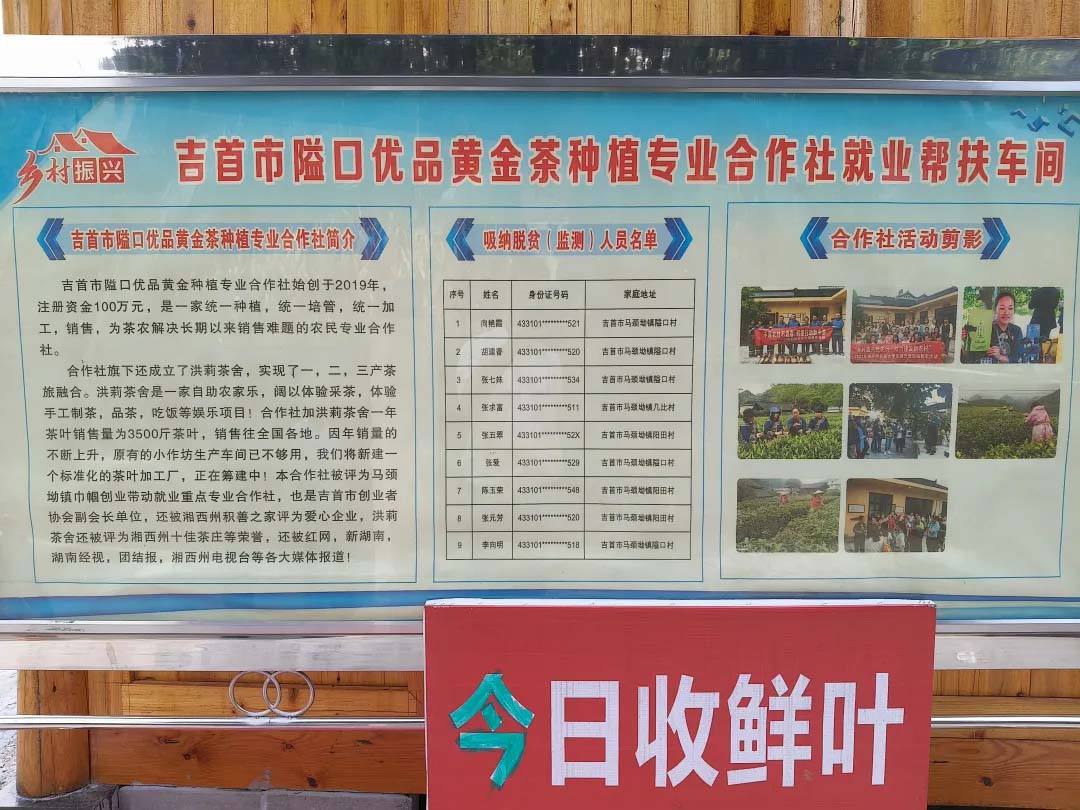 乡村振兴
吉首市隘口优品黄金茶种植专业合作社就业帮扶车间
吉首市隘口优品黄金茶种植专业合作社简介
吉首市隘口优品黄金种植专业合作社始创于2019年，
注册资金100万元，是一家统一种植，统一培管，统一加
工，销售，为茶农解决长期以来销售难题的农民专业合作
社。
合作社旗下还成立了洪莉茶舍，实现了一，二，三产茶
旅融合。洪莉茶舍是一家自助农家乐，阔以体验采茶，体验
手工制茶，品茶，吃饭等娱乐项目！合作社加洪莉茶舍一年
茶叶销售量为3500斤茶叶，销售往全国各地。因年销量的
不断上升，原有的小作坊生产车间已不够用，我们将新建一
个标准化的茶叶加工厂，正在筹建中！本合作社被评为马颈
坳镇巾帼创业带动就业重点专业合作社，也是吉首市创业者
协会副会长单位，还被湘西州积善之家评为爱心企业，洪莉
茶舍还被评为湘西州十佳茶庄等荣誉，还被红网，新湖南，
湖南经视，团结报，湘西州电视台等各大媒体报道！
吸纳脱贫（监测）人员名单
序号 姓名 身份证号码 家庭地址
1 向艳霞 433101*********521 吉首市马颈坳镇隘口村
2 胡建香 433101*********520 吉首市马颈坳镇隘口村
3 张七妹 433101*********534 吉首市马颈坳镇隘口村
4 张求富 433101*********511 吉首市马颈坳镇几比村
5 张五翠 433101*********52X 吉首市马颈坳镇阳田村
6 张爱 433101*********529 吉首市马颈坳镇隘口村
7 陈玉荣 433101*********548 吉首市马颈坳镇阳田村
8 张元芳 433101*********520 吉首市马颈坳镇阳田村
9 李向明 433101*********518 吉首市马颈坳镇隘口村
合作社活动剪影
今日收鲜叶